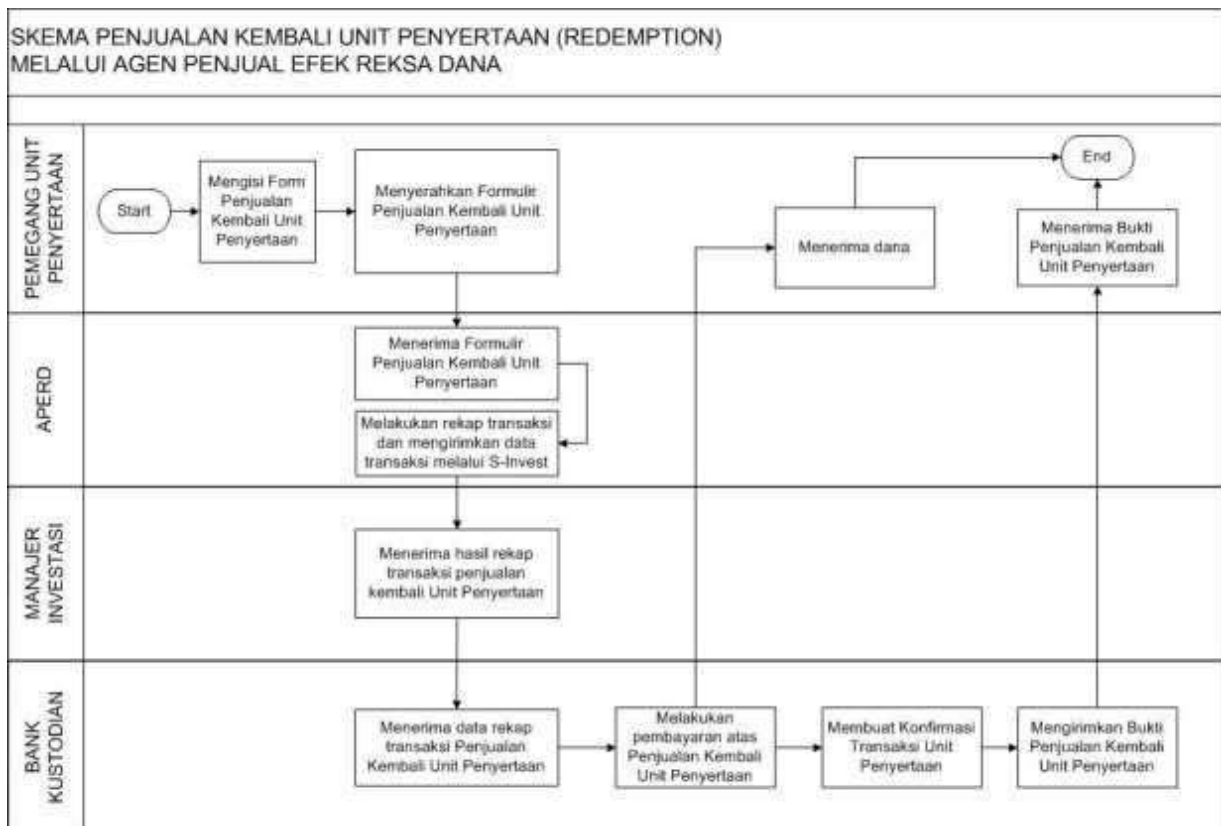 SKEMA PENJUALAN KEMBALI UNIT PENYERTAAN (REDEMPTION)
MELALUI AGEN PENJUAL EFEK REKSA DANA
PEMEGANG UNIT
PENYERTAAN
Start
Mengisi Form
Penjualan
Kembali Unit
Penyertaan
Menyerahkan Formulir
Penjualan Kembali Unit
Penyertaan
Menerima dana
End
Menerima Bukti
Penjualan Kembali
Unit Penyertaan
APERD
Menerima Formulir
Penjualan Kembali Unit
Penyertaan
Melakukan rekap transaksi
dan mengirimkan data
transaksi melalui S-Invest
MANAJER
INVESTASI
Menerima hasil rekap
transaksi penjualan
kembali Unit Penyertaan
BANK
KUSTODIAN
Menerima data rekap
transaksi Penjualan
Kembali Unit Penyertaan
Melakukan
pembayaran atas
Penjualan Kembali
Unit Penyertaan
Membuat Konfirmasi
Transaksi Unit
Penyertaan
Mengirimkan Bukti
Penjualan Kembali
Unit Penyertaan